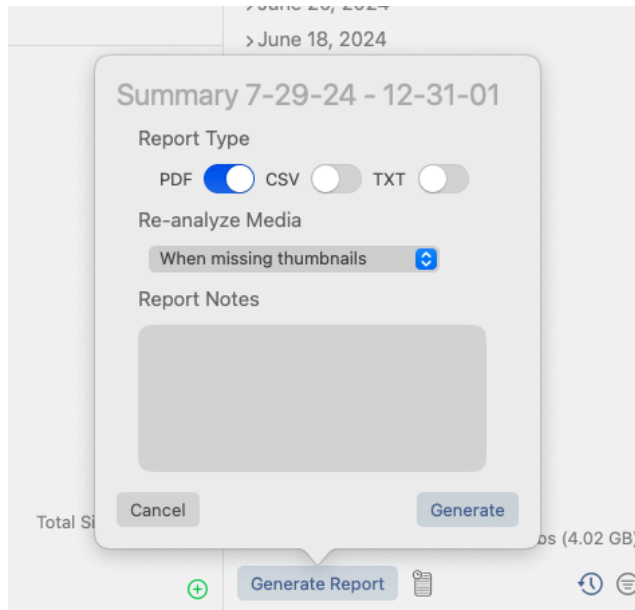 > June 18, 2024
Summary 7-29-24 - 12-31-01
Report Type
PDF CSV TXT
Re-analyze Media
When missing thumbnails
Report Notes
Cancel Generate
Total Si
os (4.02 GB)
Generate Report